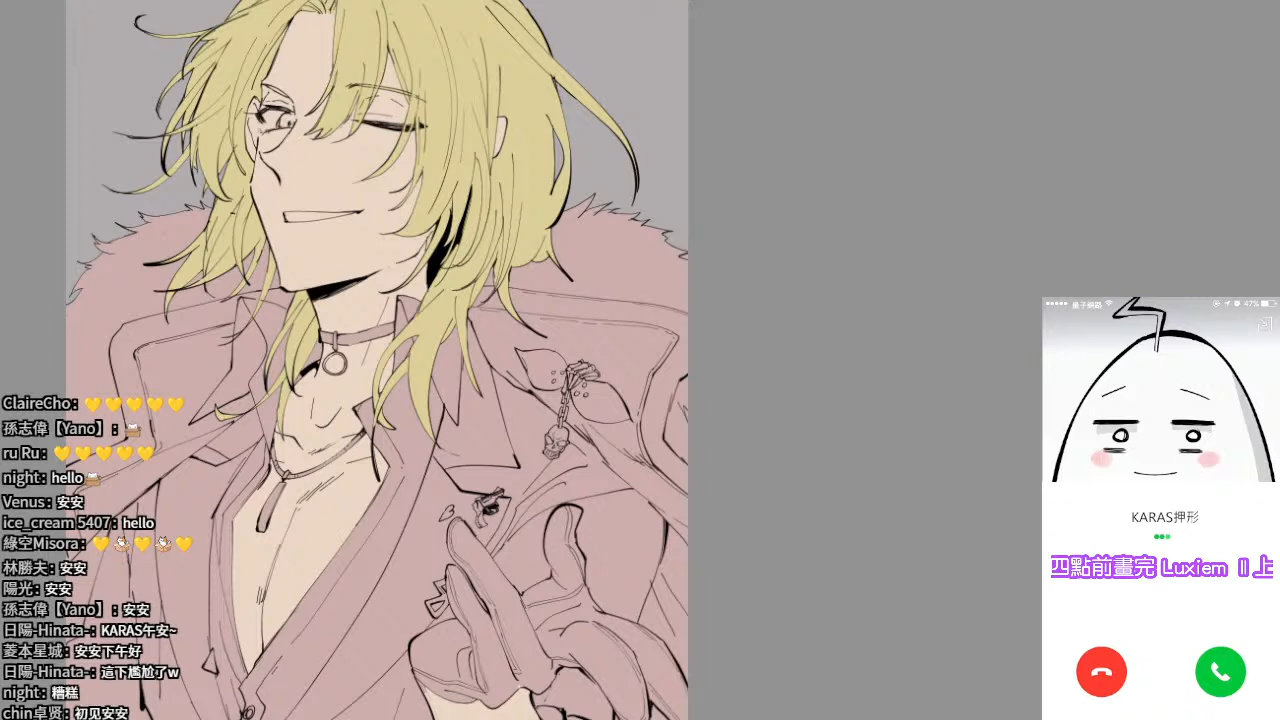 ClaireCho:
孫志偉【Yano】:
ru Ru:
night: hello
Venus: 安安
ice_cream 5407: hello
綠空Misora:
林勝夫: 安安
陽光: 安安
孫志偉【Yano】: 安安
日陽-Hinata-: KARAS午安~
菱本星城: 安安下午好
日陽-Hinata-: 這下尷尬了w
night: 糟糕
chin卓贤: 初见安安
47%
KARAS押形
四點前畫完 Luxiem II 上